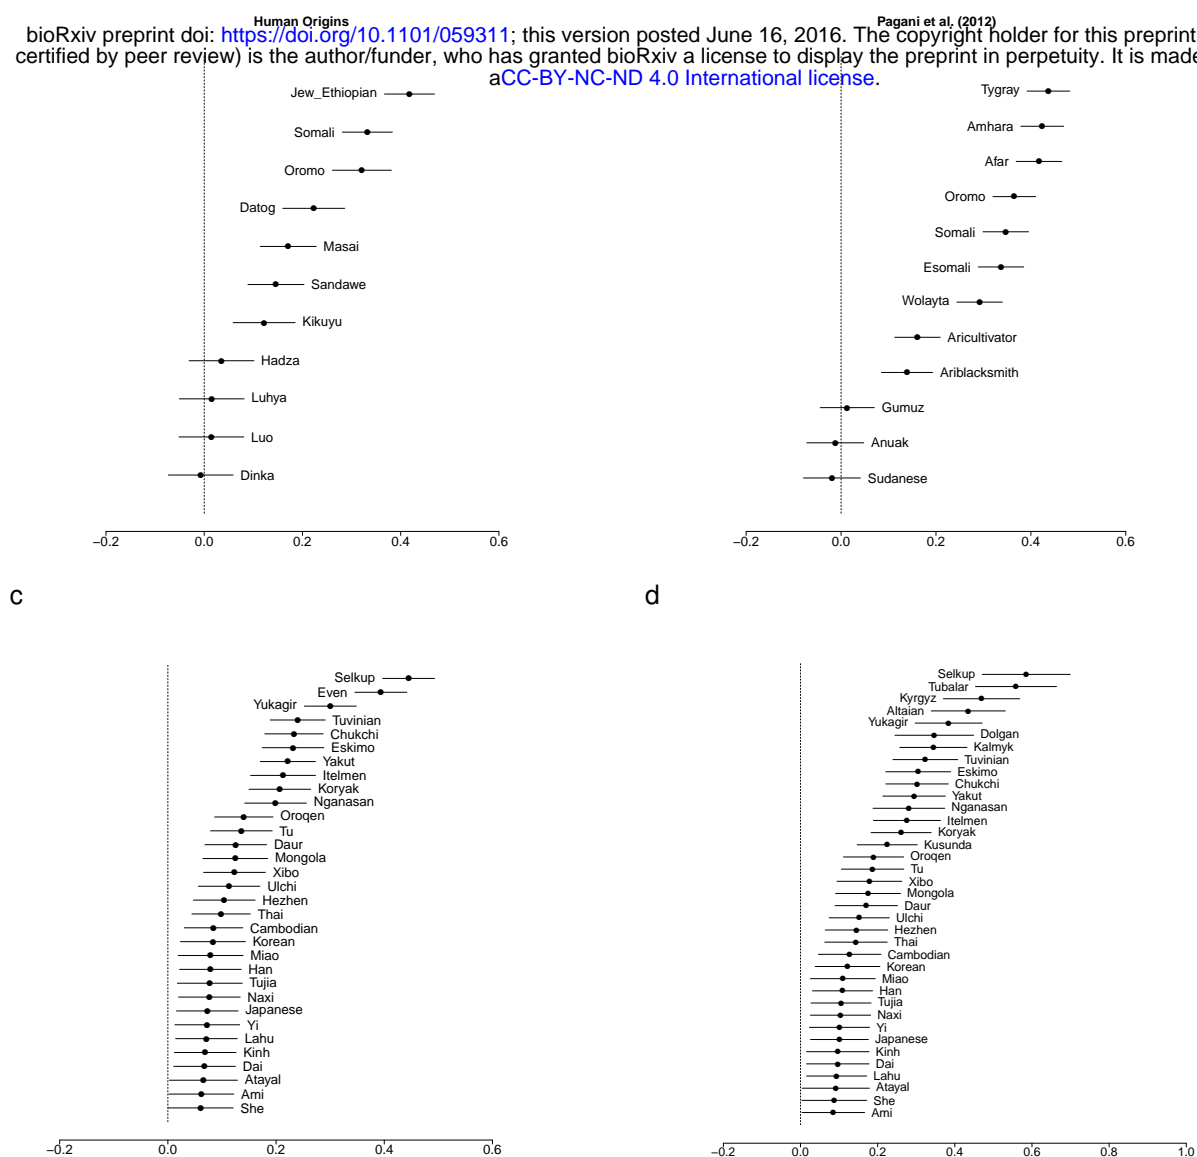 Human Origins
Pagani et al. (2012)
bioRxiv preprint doi: https://doi.org/10.1101/059311; this version posted June 16, 2016. The copyright holder for this preprint
certified by peer review) is the author/funder, who has granted bioRxiv a license to display the preprint in perpetuity. It is made
aCC-BY-NC-ND 4.0 International license.
Jew_Ethiopian
Somali
Oromo
Datog
Masai
Sandawe
Kikuyu
Hadza
Luhya
Luo
Dinka
−0.2 0.0 0.2 0.4 0.6
Tygray
Amhara
Afar
Oromo
Somali
Esomali
Wolayta
Aricultivator
Ariblacksmith
Gumuz
Anuak
Sudanese
−0.2 0.0 0.2 0.4 0.6
c
Selkup
Even
Yukagir
Tuvinian
Chukchi
Eskimo
Yakut
Itelmen
Koryak
Nganasan
Oroqen
Tu
Daur
Mongola
Xibo
Ulchi
Hezhen
Thai
Cambodian
Korean
Miao
Han
Tujia
Naxi
Japanese
Yi
Lahu
Kinh
Dai
Atayal
Ami
She
−0.2 0.0 0.2 0.4 0.6
d
Selkup
Tubalar
Kyrgyz
Altaian
Yukagir
Dolgan
Kalmyk
Tuvinian
Eskimo
Chukchi
Yakut
Nganasan
Itelmen
Koryak
Kusunda
Oroqen
Tu
Xibo
Mongola
Daur
Ulchi
Hezhen
Thai
Cambodian
Korean
Miao
Han
Tujia
Naxi
Yi
Japanese
Kinh
Dai
Lahu
Atayal
She
Ami
−0.2 0.0 0.2 0.4 0.6 0.8 1.0